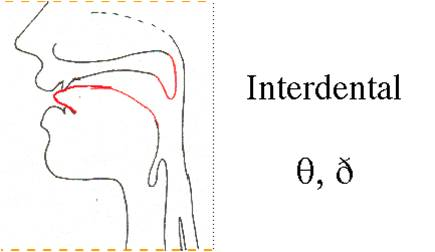 Interdental
θ, ð